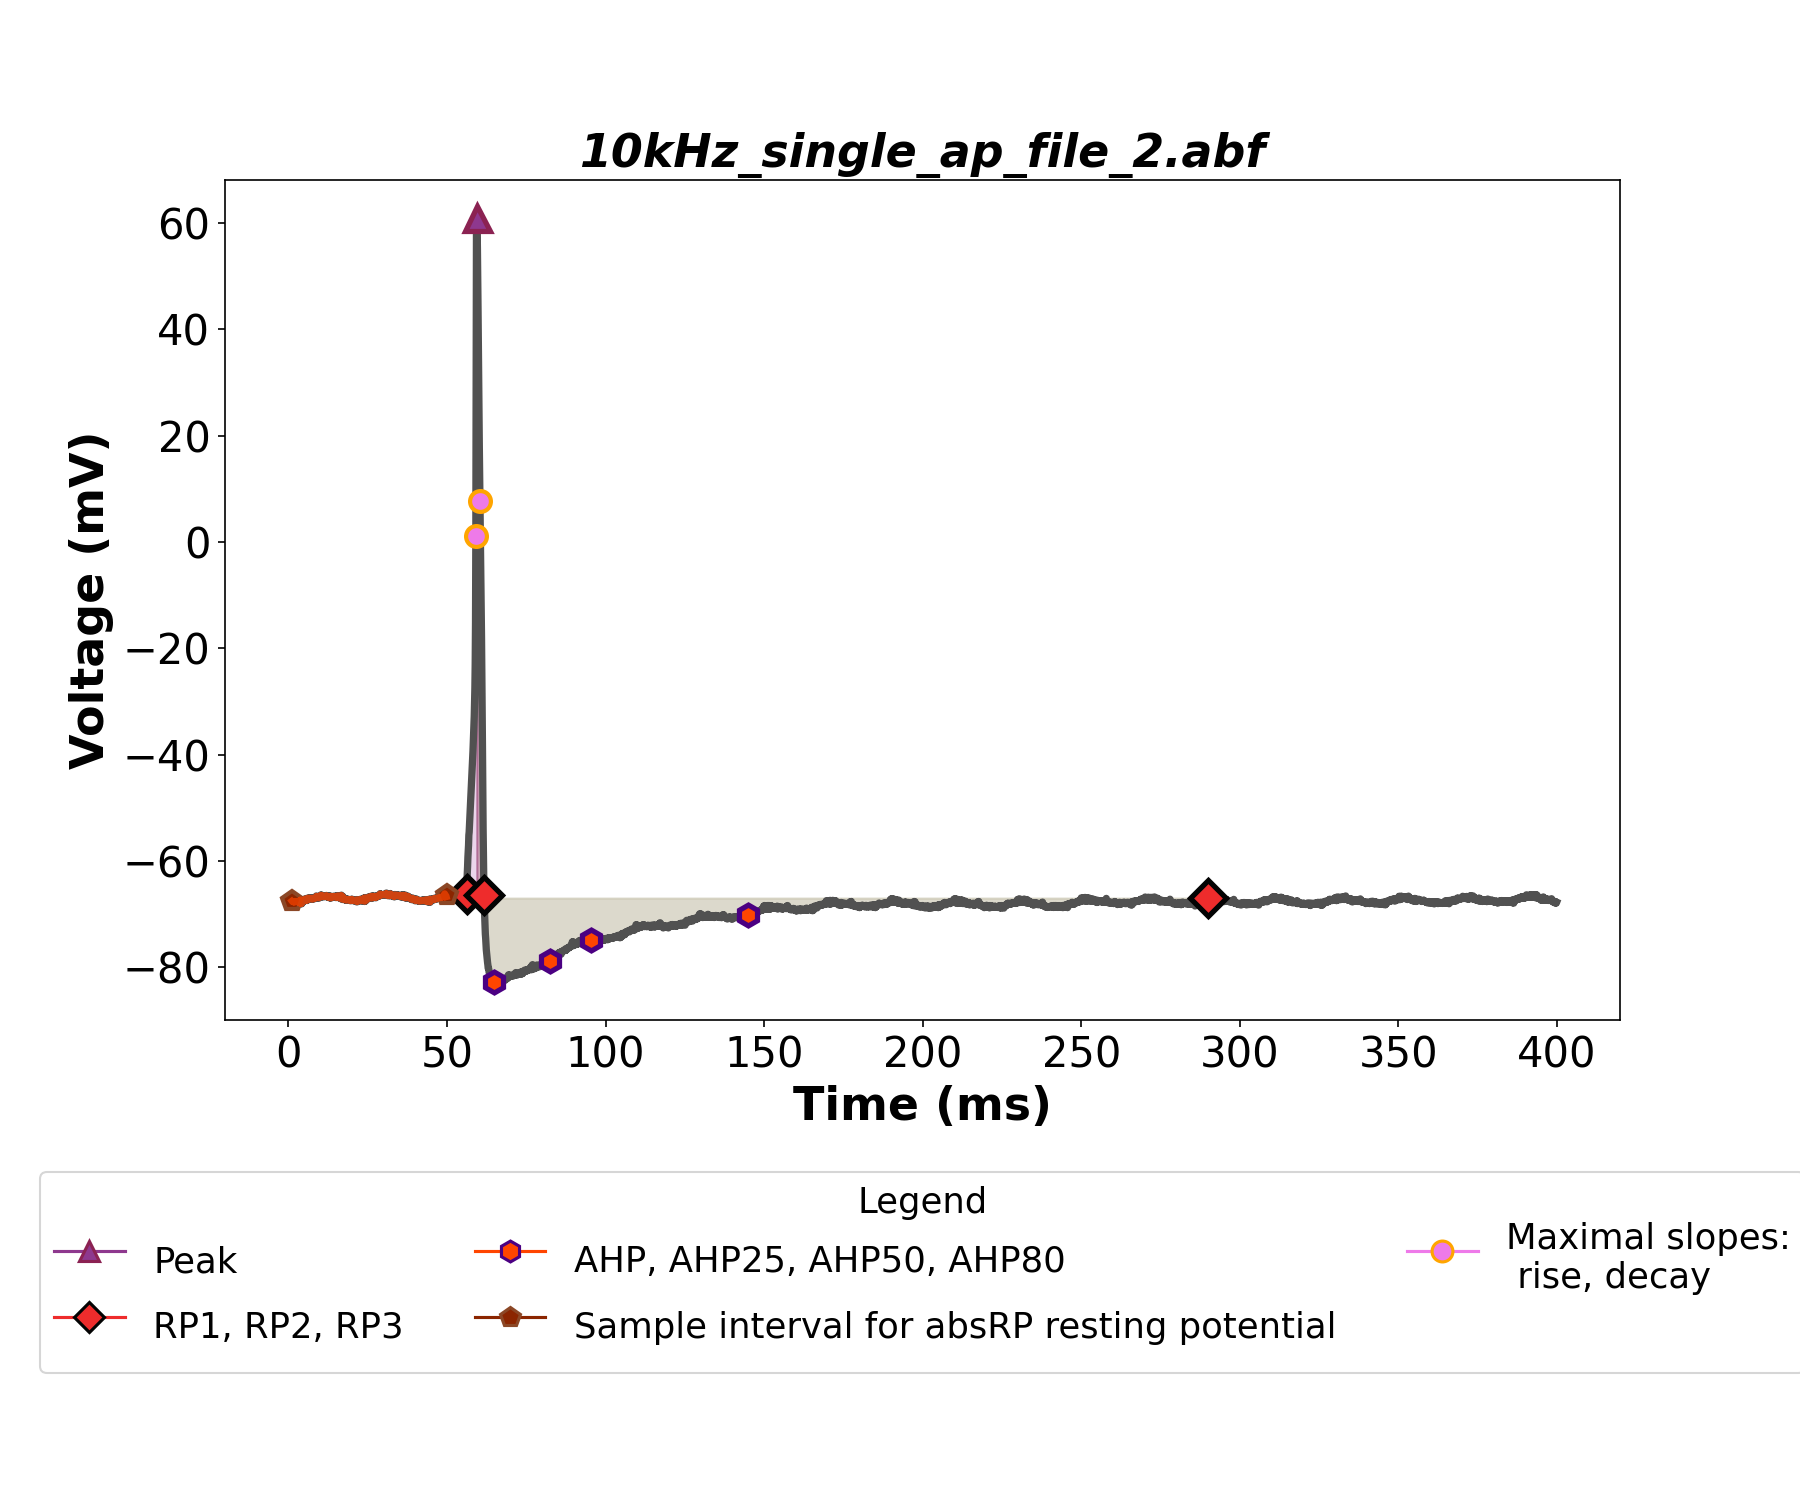 10kHz_single_ap_file_2.abf
60
40
20
0
−20
−40
−60
−80
Voltage (mV)
0 50 100 150 200 250 300 350 400
Time (ms)
Legend
Peak
RP1, RP2, RP3
AHP, AHP25, AHP50, AHP80
Sample interval for absRP resting potential
Maximal slopes:
rise, decay